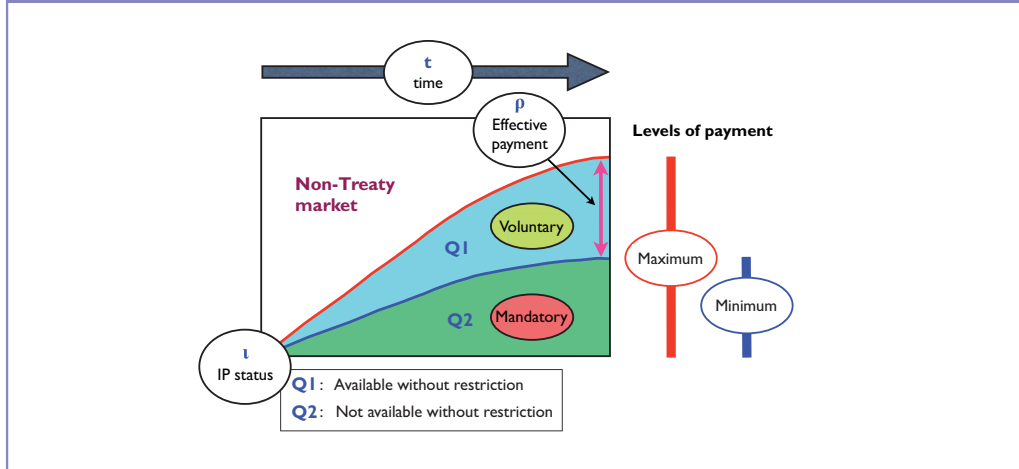 t
time
ρ
Effective
payment
Levels of payment
Non-Treaty
market
Voluntary
Q1
Maximum
Minimum
Q2
Mandatory
ι
IP status
Q1: Available without restriction
Q2: Not available without restriction